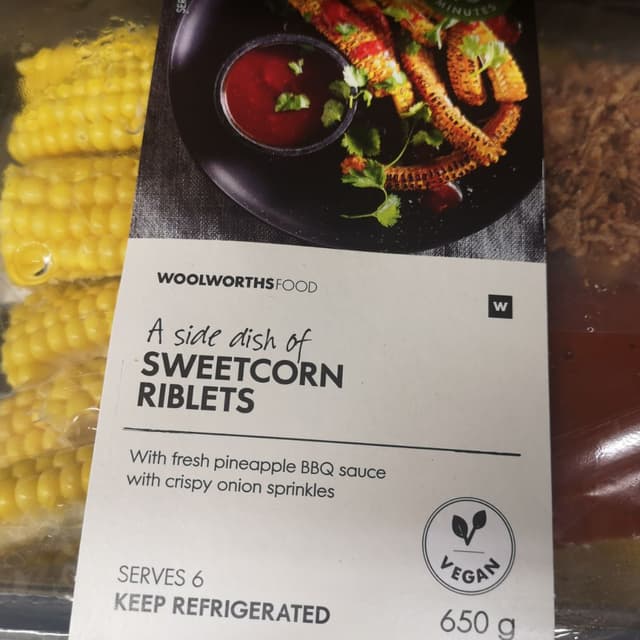 MINUTES
WOOLWORTHSFOOD
W
A side dish of
SWEETCORN
RIBLETS
With fresh pineapple BBQ sauce
with crispy onion sprinkles
VEGAN
SERVES 6
KEEP REFRIGERATED
650 g